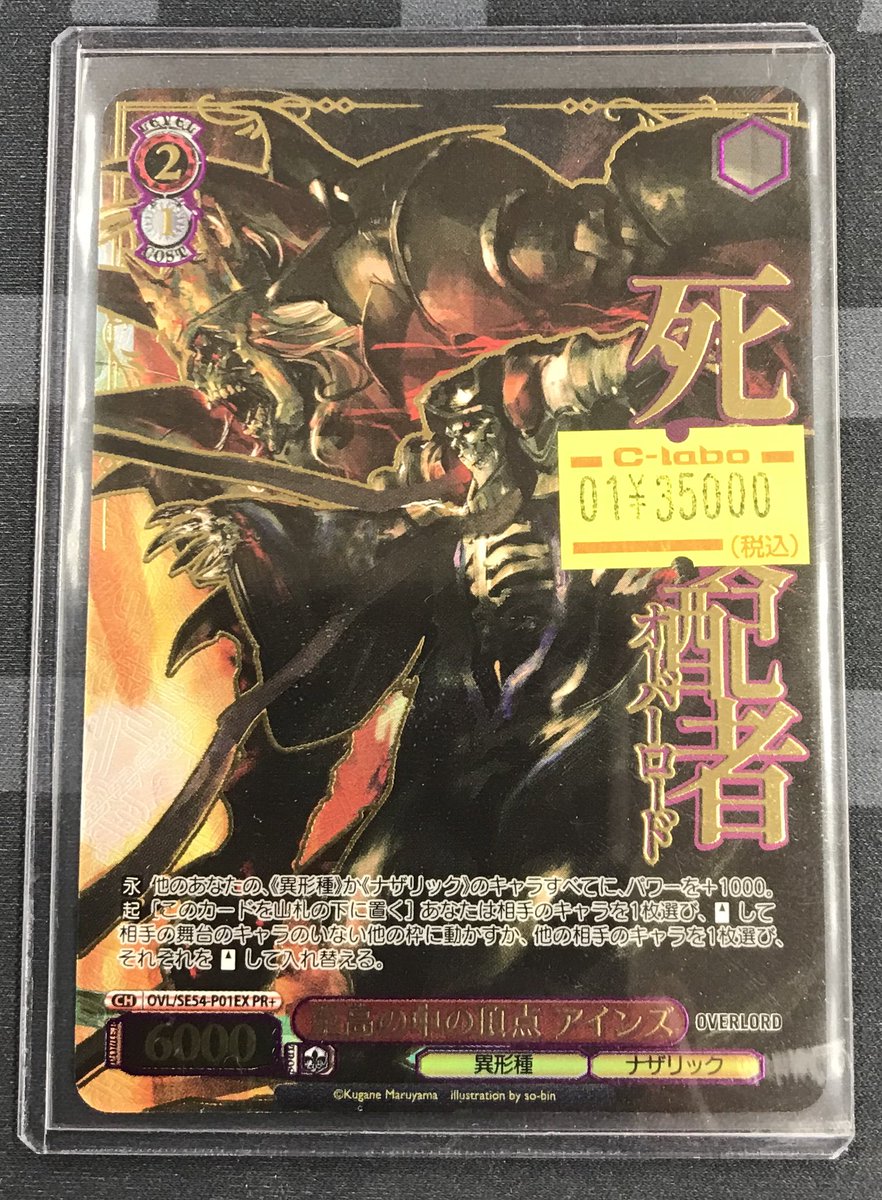 LEVEL
2
1
COST
死
配者
オーバーロード
C-labo
01¥35000
(税込)
永 他のあなたの、《異形種》か《ナザリック》のキャラすべてに、パワーを+1000。
起 ［このカードを山札の下に置く］ あなたは相手のキャラを1枚選び、して
相手の舞台のキャラのいない他の枠に動かすか、他の相手のキャラを1枚選び、
それぞれを して入れ替える。
CH OVL/SE54-P01EX PR+
の中の頂点 アインズ
OVERLORD
6000
異形種
ナザリック
©Kugane Maruyama illustration by so-bin